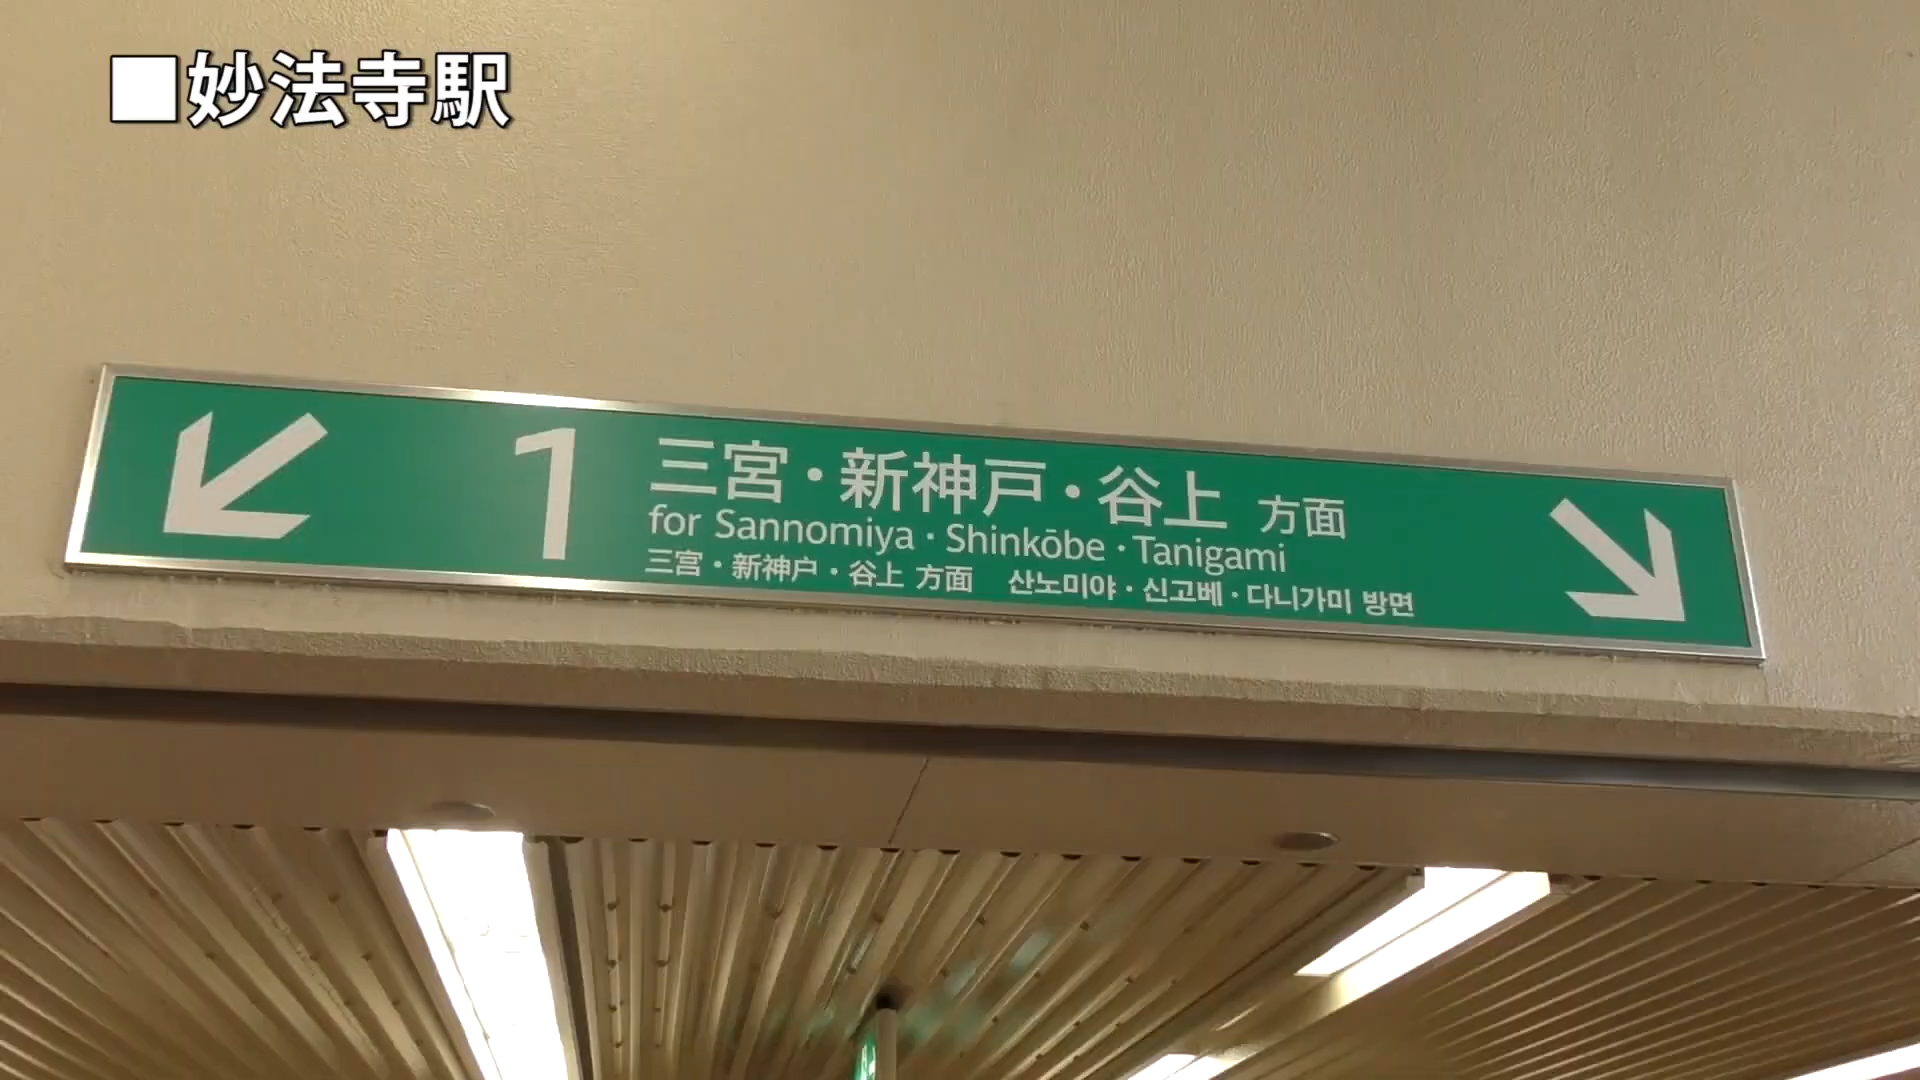 ■妙法寺駅
1
三宮・新神戸・谷上 方面
for Sannomiya・Shinkōbe・Tanigami
三宫・新神户・谷上 方面 산노미야・신고베・다니가미 방면